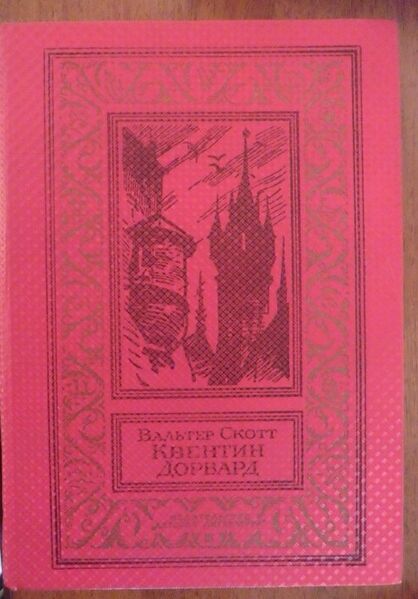 Вальтер Скотт
Квентин
Дорвард